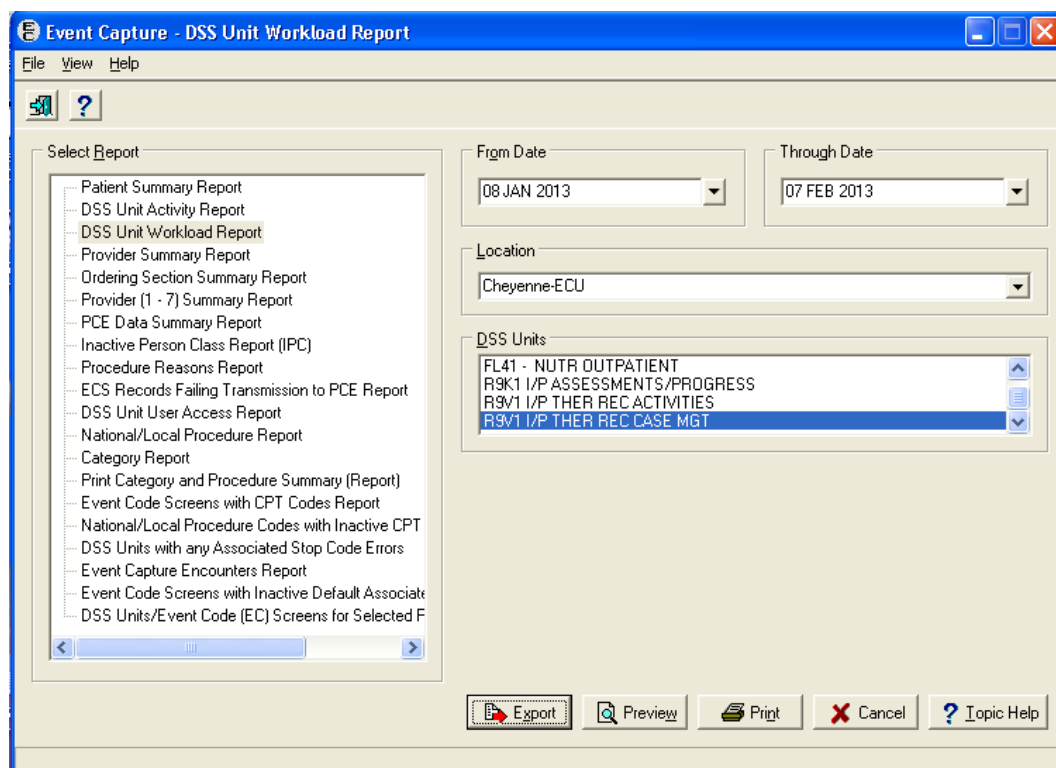 Event Capture - DSS Unit Workload Report
File View Help
Select Report
Patient Summary Report
DSS Unit Activity Report
DSS Unit Workload Report
Provider Summary Report
Ordering Section Summary Report
Provider (1 - 7) Summary Report
PCE Data Summary Report
Inactive Person Class Report (IPC)
Procedure Reasons Report
ECS Records Failing Transmission to PCE Report
DSS Unit User Access Report
National/Local Procedure Report
Category Report
Print Category and Procedure Summary (Report)
Event Code Screens with CPT Codes Report
National/Local Procedure Codes with Inactive CPT
DSS Units with any Associated Stop Code Errors
Event Capture Encounters Report
Event Code Screens with Inactive Default Associate
DSS Units/Event Code (EC) Screens for Selected F
From Date
08 JAN 2013
Through Date
07 FEB 2013
Location
Cheyenne-ECU
DSS Units
FL41 - NUTR OUTPATIENT
R9K1 I/P ASSESSMENTS/PROGRESS
R9V1 I/P THER REC ACTIVITIES
R9V1 I/P THER REC CASE MGT
Export Preview Print Cancel ? Topic Help